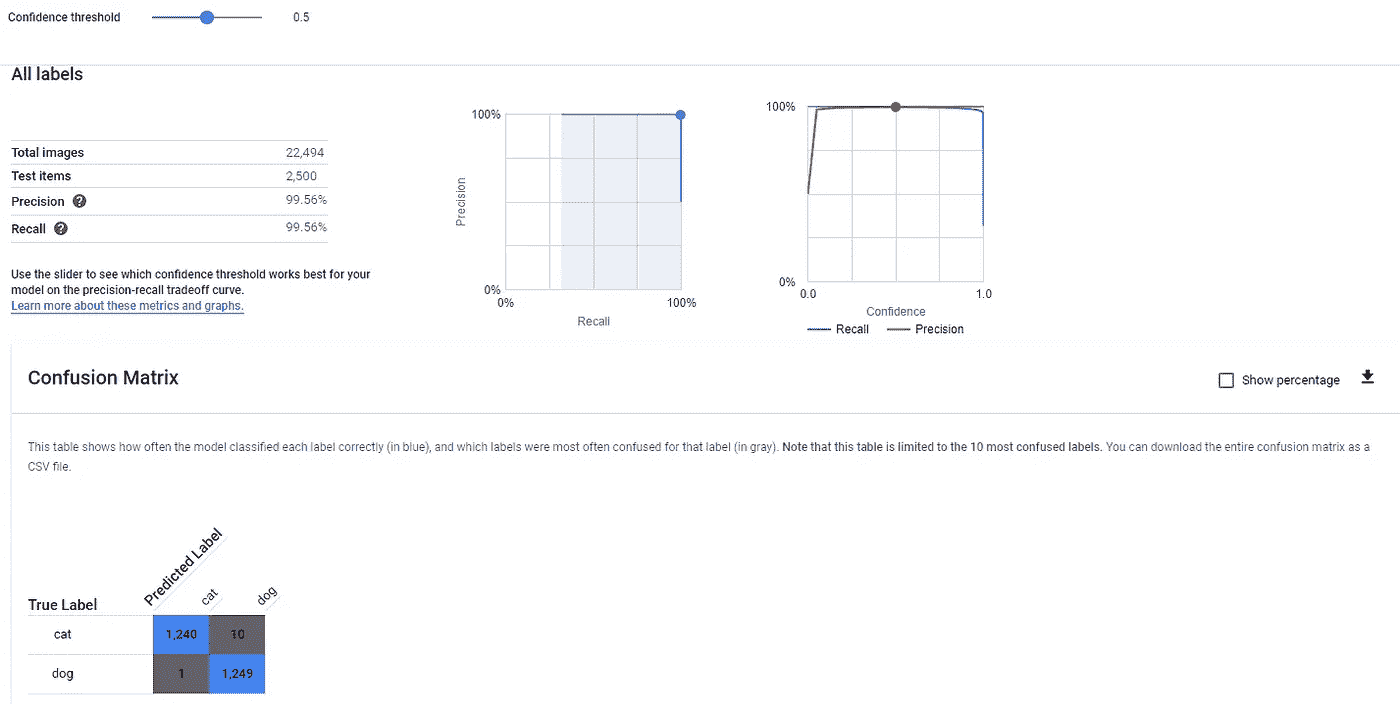 Confidence threshold 0.5
All labels
Total images 22,494
Test items 2,500
Precision ? 99.56%
Recall ? 99.56%
Use the slider to see which confidence threshold works best for your
model on the precision-recall tradeoff curve.
Learn more about these metrics and graphs.
100%
Precision
0%
0% 100%
Recall
100%
0%
0.0 1.0
Confidence
Recall Precision
Confusion Matrix
Show percentage
This table shows how often the model classified each label correctly (in blue), and which labels were most often confused for that label (in gray). Note that this table is limited to the 10 most confused labels. You can download the entire confusion matrix as a
CSV file.
Predicted Label
cat dog
True Label
cat 1,240 10
dog 1 1,249